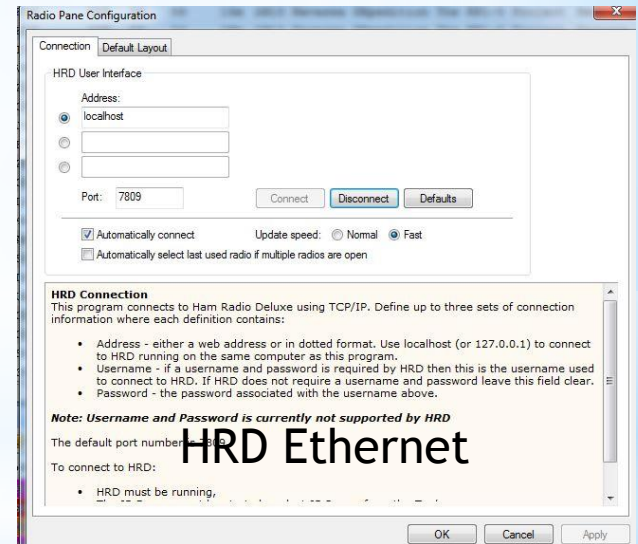 Radio Pane Configuration
Connection Default Layout
HRD User Interface
Address:
localhost
Port: 7809 Connect Disconnect Defaults
Automatically connect Update speed: Normal Fast
Automatically select last used radio if multiple radios are open
HRD Connection
This program connects to Ham Radio Deluxe using TCP/IP. Define up to three sets of connection
information where each definition contains:
• Address - either a web address or in dotted format. Use localhost (or 127.0.0.1) to connect
to HRD running on the same computer as this program.
• Username - if a username and password is required by HRD then this is the username used
to connect to HRD. If HRD does not require a username and password leave this field clear.
• Password - the password associated with the username above.
Note: Username and Password is currently not supported by HRD
The default port number is 7809
HRD Ethernet
To connect to HRD:
• HRD must be running,
OK Cancel Apply